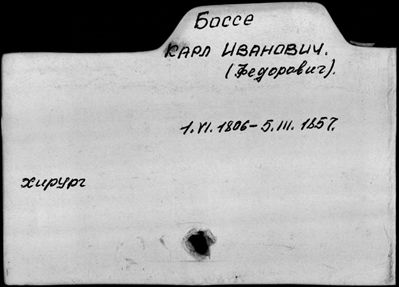 Боссе
Карл Иванович.
(Федорович).
1.VI.1806–5.III.1857.
хирург